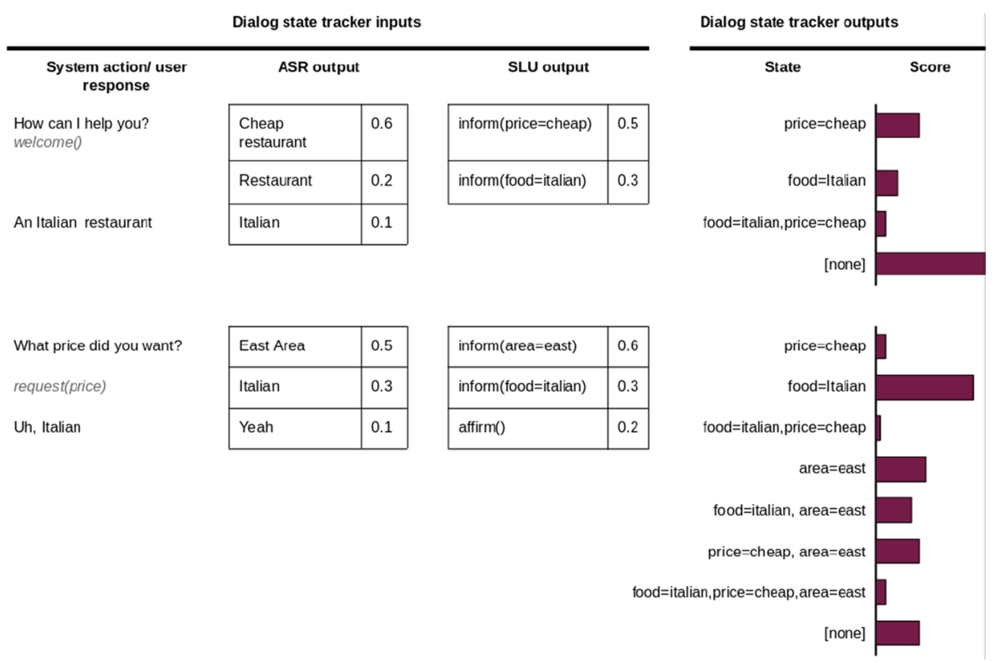 Dialog state tracker inputs
Dialog state tracker outputs
System action/ user
response
ASR output
SLU output
State
Score
How can I help you?
welcome()
Cheap
restaurant
0.6
inform(price=cheap)
0.5
price=cheap
Restaurant
0.2
inform(food=italian)
0.3
food=Italian
An Italian restaurant
Italian
0.1
food=italian,price=cheap
[none]
What price did you want?
East Area
0.5
inform(area=east)
0.6
price=cheap
request(price)
Italian
0.3
inform(food=italian)
0.3
food=Italian
Uh, Italian
Yeah
0.1
affirm()
0.2
food=italian,price=cheap
area=east
food=italian, area=east
price=cheap, area=east
food=italian,price=cheap,area=east
[none]